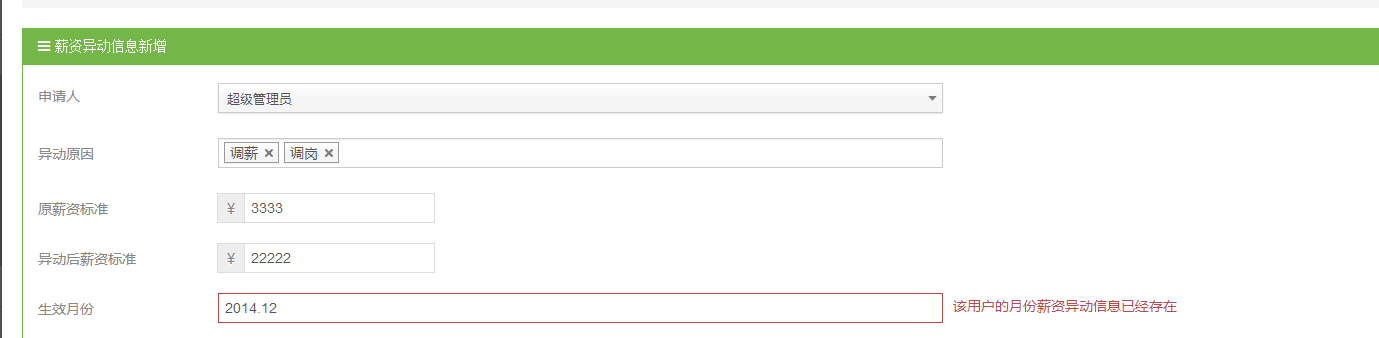 薪资异动信息新增
申请人
超级管理员
异动原因
调薪 调岗
原薪资标准
¥ 3333
异动后薪资标准
¥ 22222
生效月份
2014.12
该用户的月份薪资异动信息已经存在